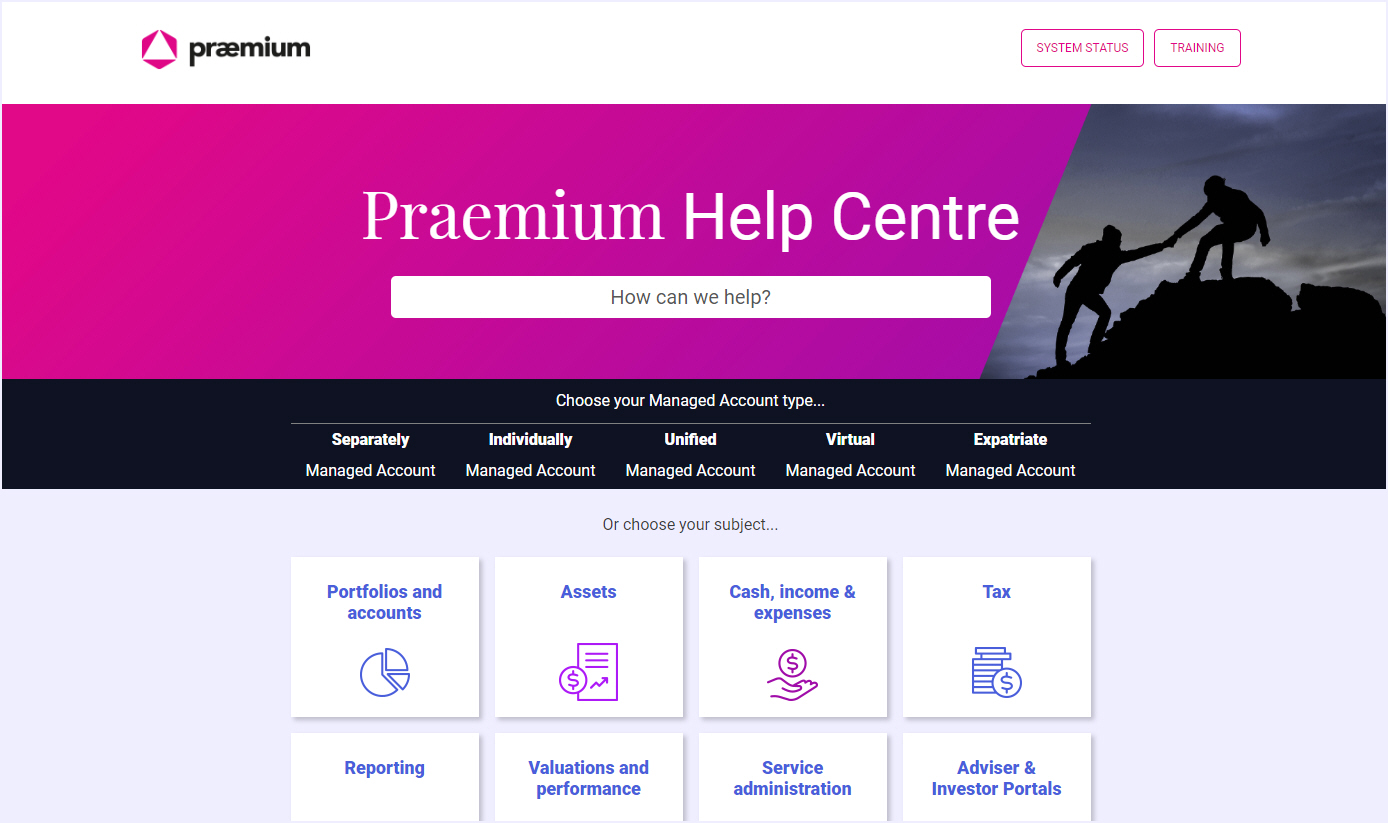 præmium
SYSTEM STATUS
TRAINING
Praemium Help Centre
How can we help?
Choose your Managed Account type...
Separately
Managed Account
Individually
Managed Account
Unified
Managed Account
Virtual
Managed Account
Expatriate
Managed Account
Or choose your subject...
Portfolios and
accounts
Assets
Cash, income &
expenses
Tax
Reporting
Valuations and
performance
Service
administration
Adviser &
Investor Portals